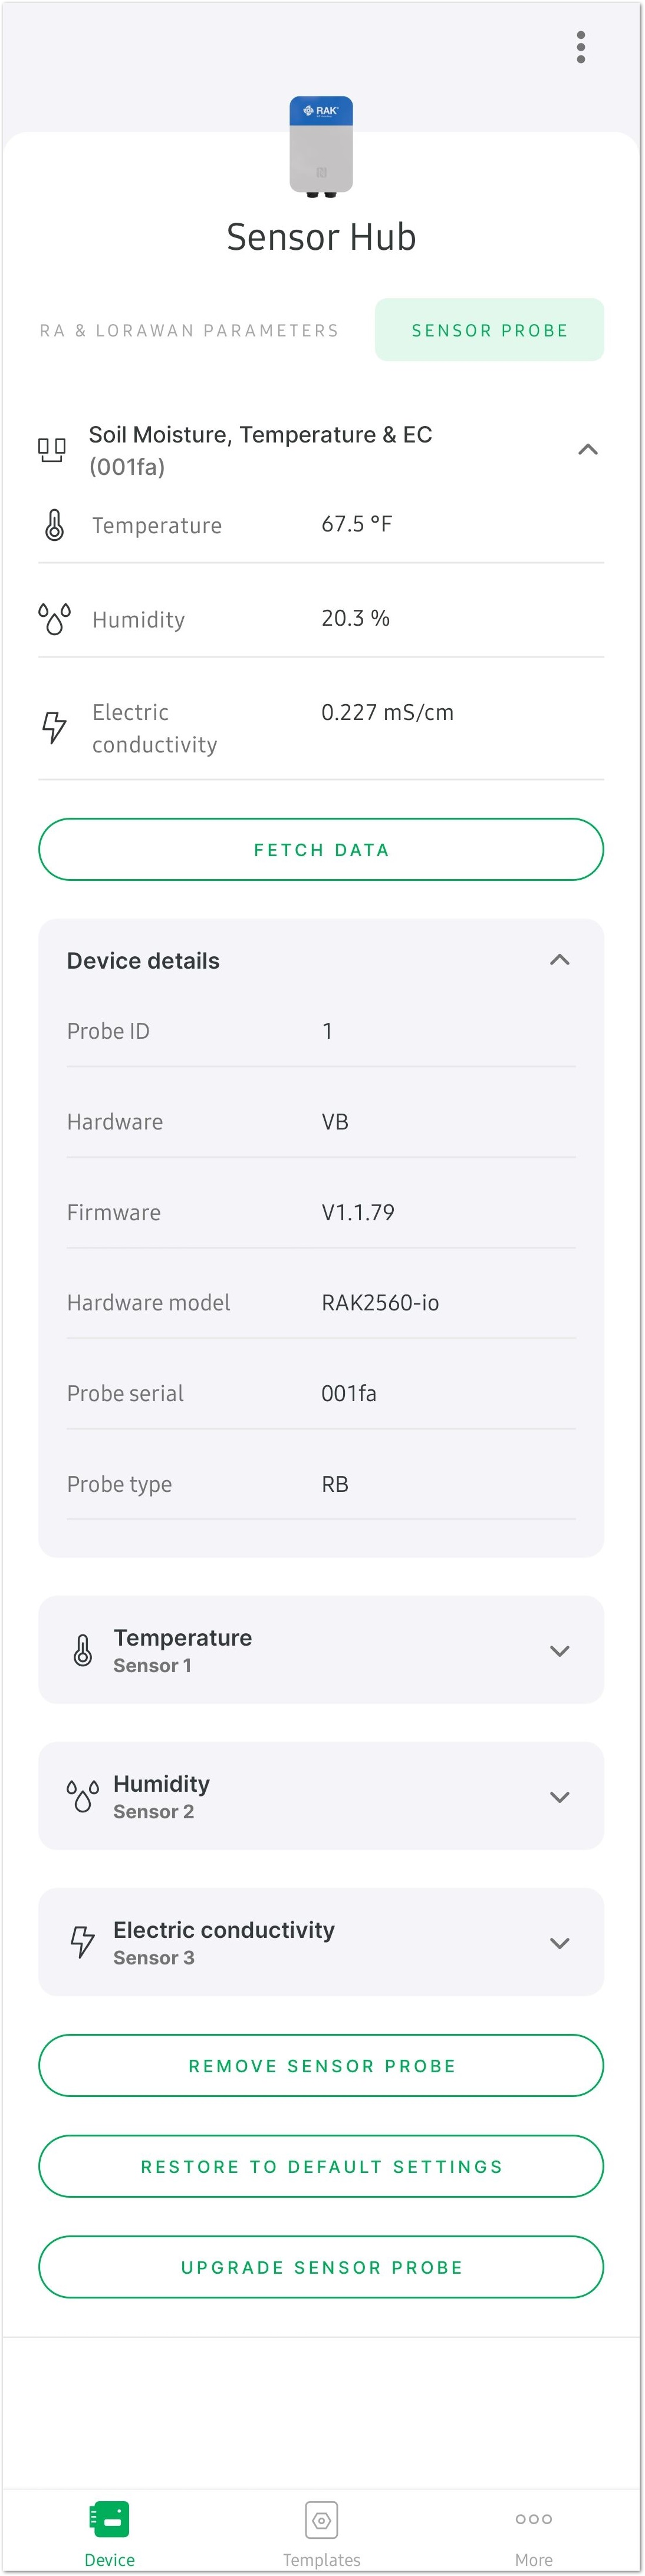 RAK
Sensor Hub
RA & LORAWAN PARAMETERS
SENSOR PROBE
Soil Moisture, Temperature & EC
(001fa)
Temperature
67.5 °F
Humidity
20.3 %
Electric
conductivity
0.227 mS/cm
FETCH DATA
Device details
Probe ID
1
Hardware
VB
Firmware
V1.1.79
Hardware model
RAK2560-io
Probe serial
001fa
Probe type
RB
Temperature
Sensor 1
Humidity
Sensor 2
Electric conductivity
Sensor 3
REMOVE SENSOR PROBE
RESTORE TO DEFAULT SETTINGS
UPGRADE SENSOR PROBE
Device
Templates
More